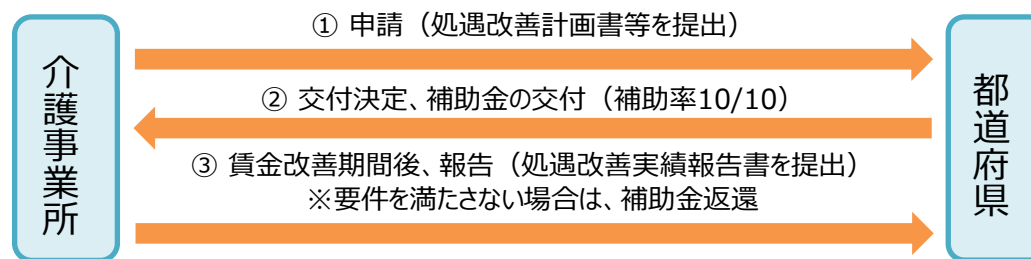 介護事業所
① 申請（処遇改善計画書等を提出）
② 交付決定、補助金の交付（補助率10/10）
③ 賃金改善期間後、報告（処遇改善実績報告書を提出）
※要件を満たさない場合は、補助金返還
都道府県